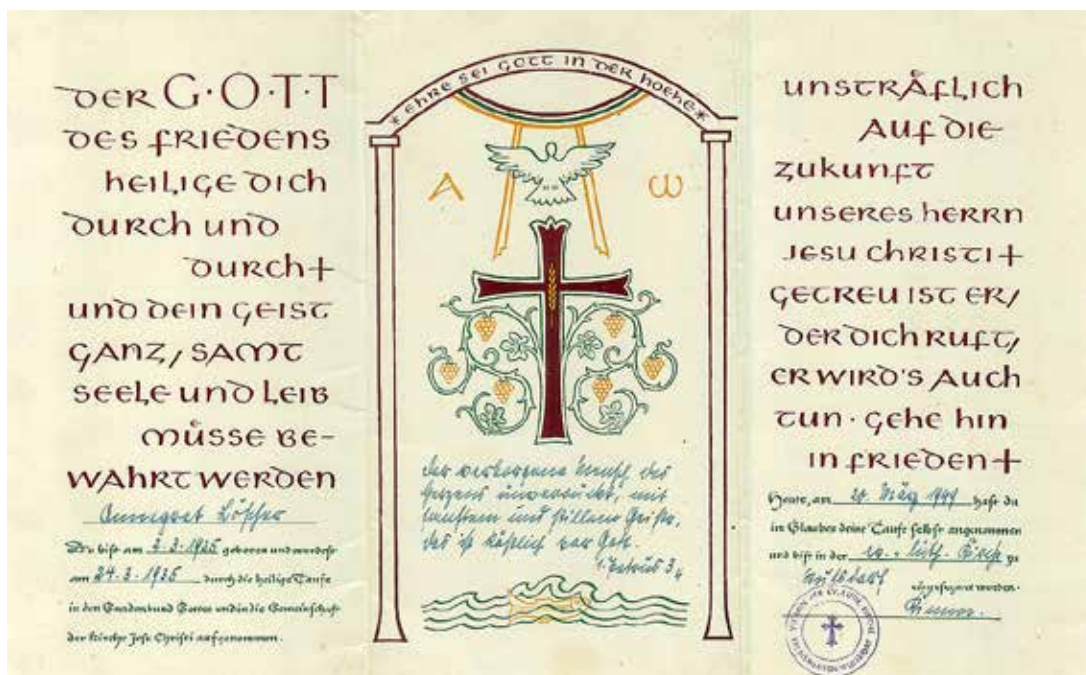 DER G·O·T·T
DES FRIEDENS
HEILIGE DICH
DURCH UND
DURCH+
UND DEIN GEIST
GANZ/ SAMT
SEELE UND LEIB
MÜSSE BE-
WAHRT WERDEN
Annegret Löscher
Du bist am 2.3.1935 geboren und wurdest
am 24.3.1935 durch die heilige Taufe
in den Gnadenbund Gottes und in die Gemeinschaft
der Kirche Jesu Christi aufgenommen.
*EHRE SEI GOTT IN DER HOEHE*
A ω
der verborgene Mensch des
Herzens unverrückt, mit
sanftem und stillem Geiste,
das ist köstlich vor Gott.
1. Petrus 3,4
UNSTRÄFLICH
AUF DIE
ZUKUNFT
UNSERES HERRN
JESU CHRISTI+
GETREU IST ER/
DER DICH RUFT/
ER WIRD'S AUCH
TUN· GEHE HIN
IN FRIEDEN+
Heute, am 20. März 1949 hast du
im Glauben deine Taufe selbst angenommen
und bist in der ev.-luth. Kirche zu
Wulsdorf eingesegnet worden.